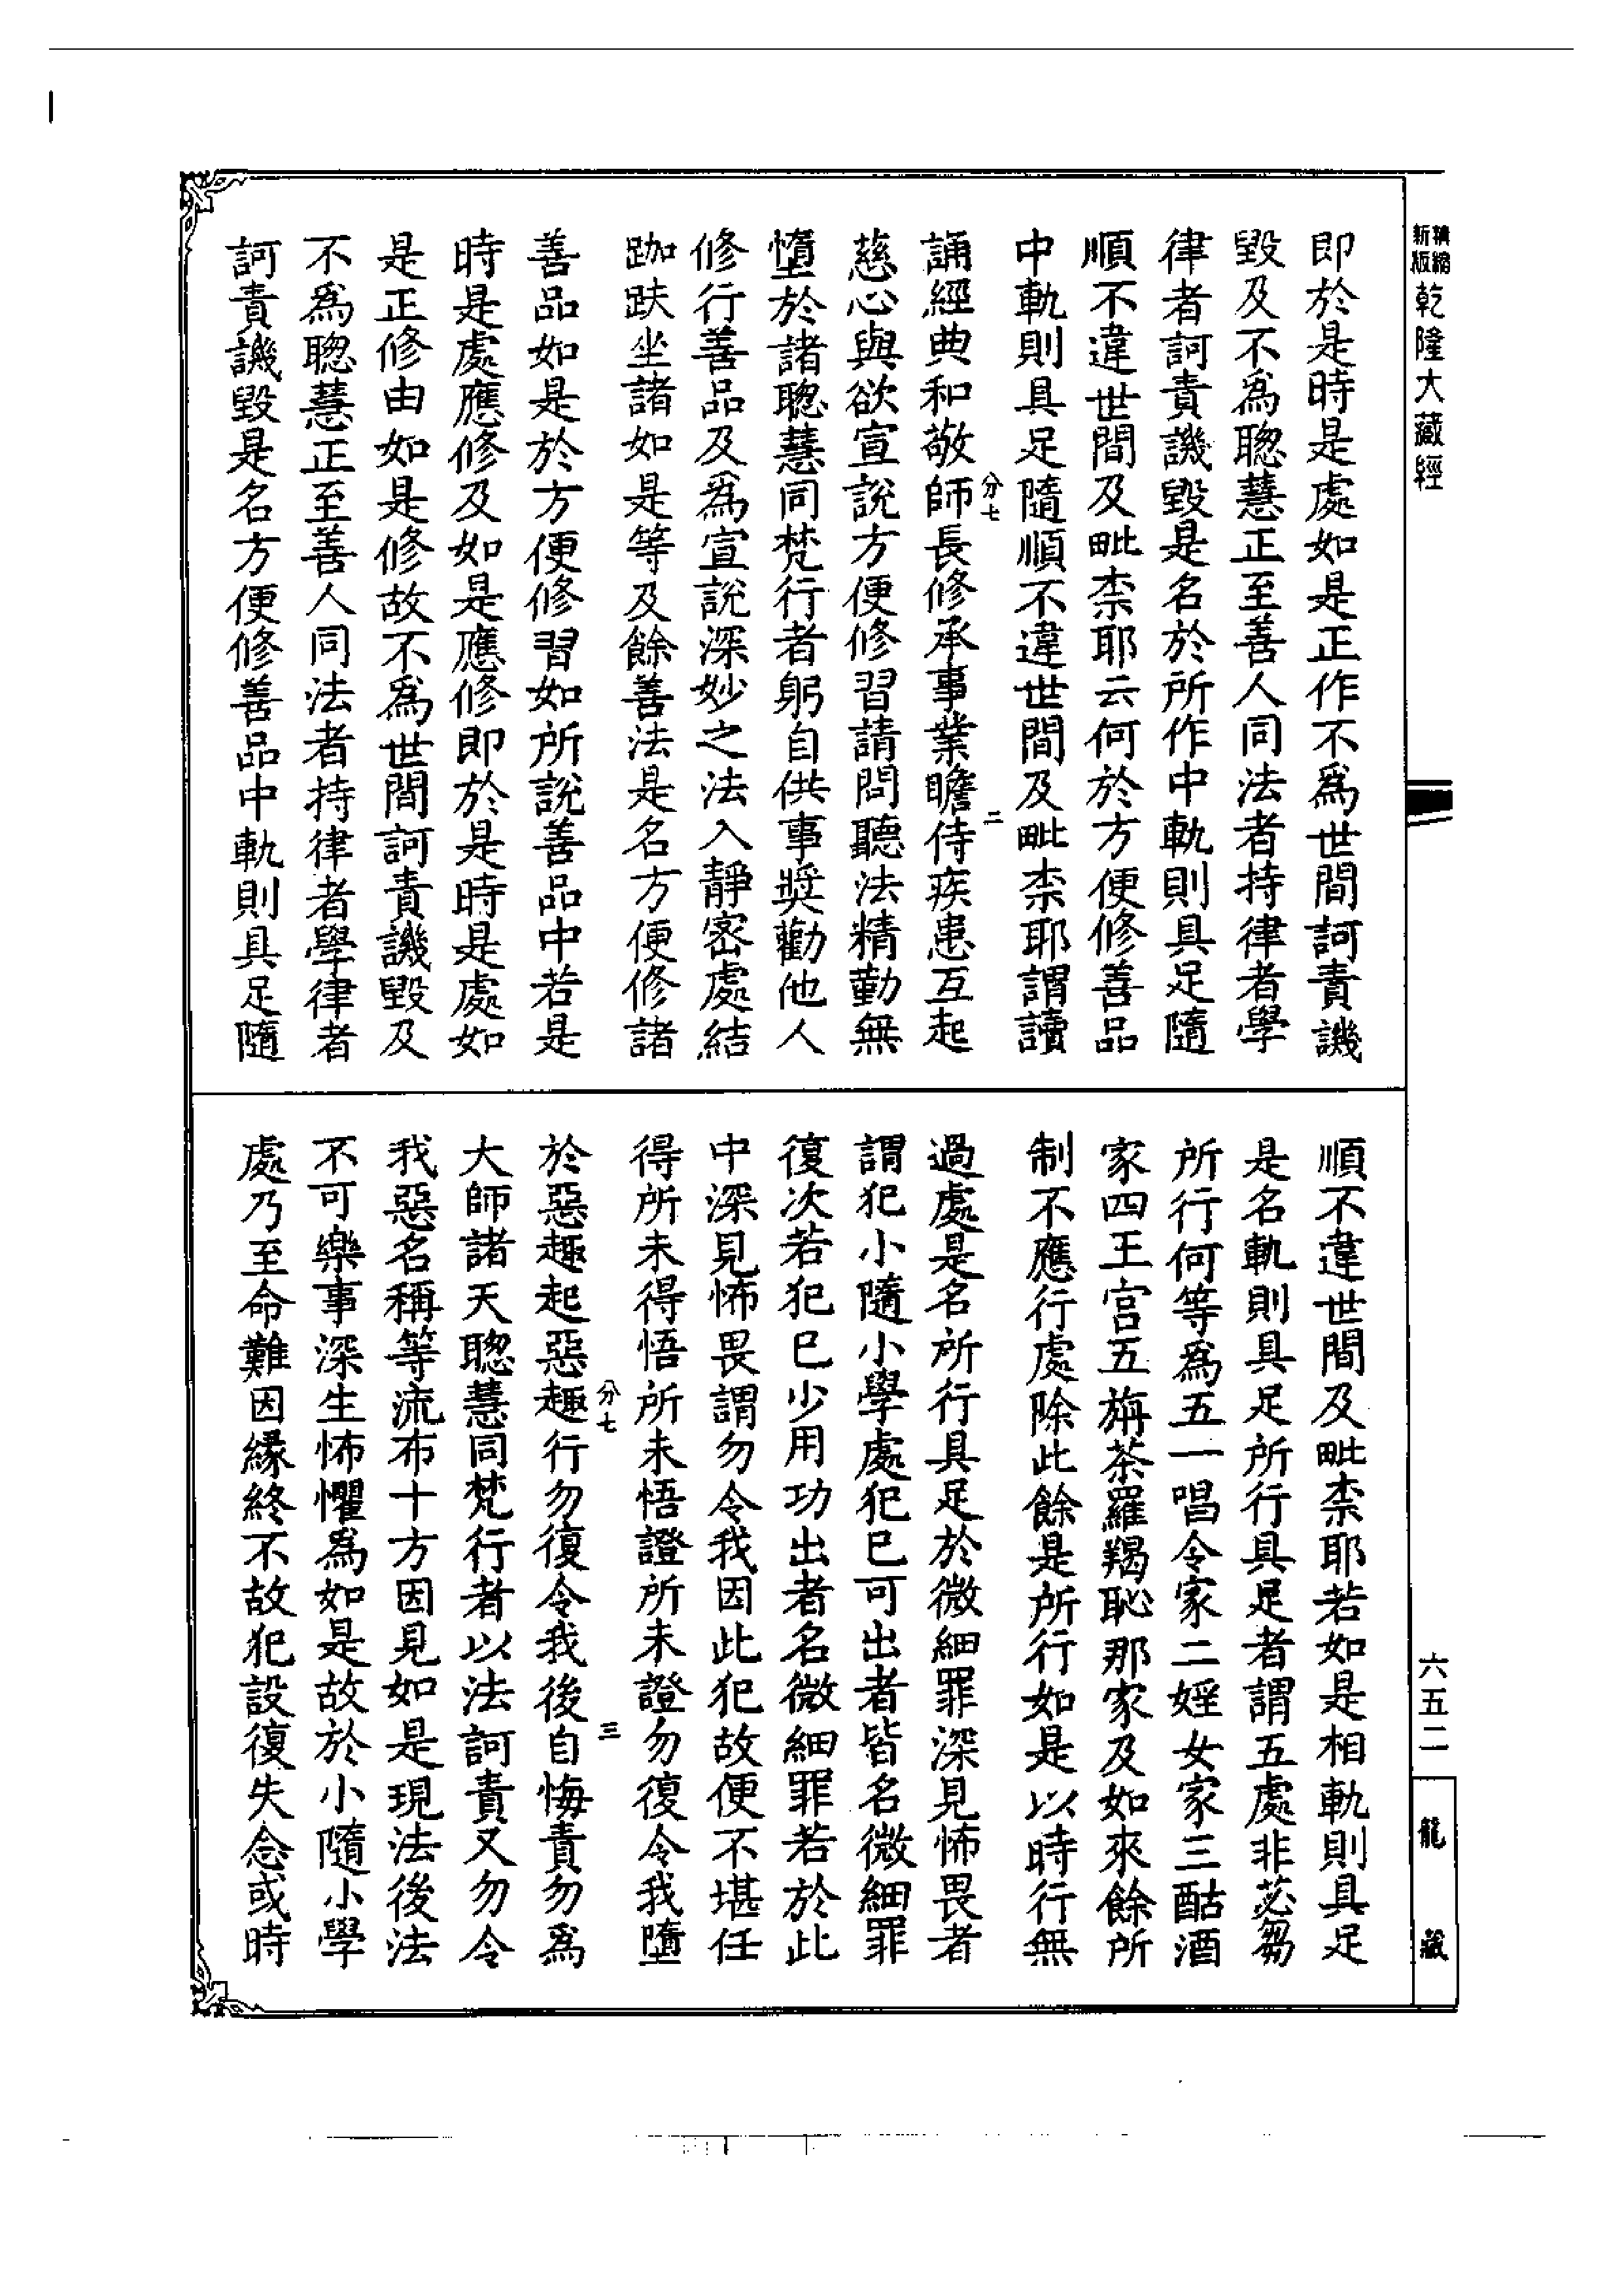 新版精縮
乾隆大藏經
即於是時是處如是正作不為世間訶責譏
毀及不為聰慧正至善人同法者持律者學
律者訶責譏毀是名於所作中軌則具足隨
順不違世間及毗柰耶云何於方便修善品
中軌則具足隨順不違世間及毗柰耶謂讀
分七
二
誦經典和敬師長修承事業瞻侍疾患互起
慈心與欲宣說方便修習請問聽法精勤無
墮於諸聰慧同梵行者躬自供事獎勸他人
修行善品及為宣說深妙之法入靜密處結
跏趺坐諸如是等及餘善法是名方便修諸
善品如是於方便修習如所說善品中若是
時是處應修及如是應修即於是時是處如
是正修由如是修故不為世間訶責譏毀及
不為聰慧正至善人同法者持律者學律者
訶責譏毀是名方便修善品中軌則具足隨
順不違世間及毗柰耶若如是相軌則具足
是名軌則具足所行具足者謂五處非苾芻
所行何等為五一唱令家二婬女家三酤酒
家四王宮五旃茶羅羯恥那家及如來餘所
制不應行處除此餘是所行如是以時行無
過處是名所行具足於微細罪深見怖畏者
謂犯小隨小學處犯已可出者皆名微細罪
復次若犯已少用功出者名微細罪若於此
中深見怖畏謂勿令我因此犯故便不堪任
得所未得悟所未悟證所未證勿復令我墮
分七
三
於惡趣起惡趣行勿復令我後自悔責勿為
大師諸天聰慧同梵行者以法訶責又勿令
我惡名稱等流布十方因見如是現法後法
不可樂事深生怖懼為如是故於小隨小學
處乃至命難因緣終不故犯設復失念或時
六五二
龍藏